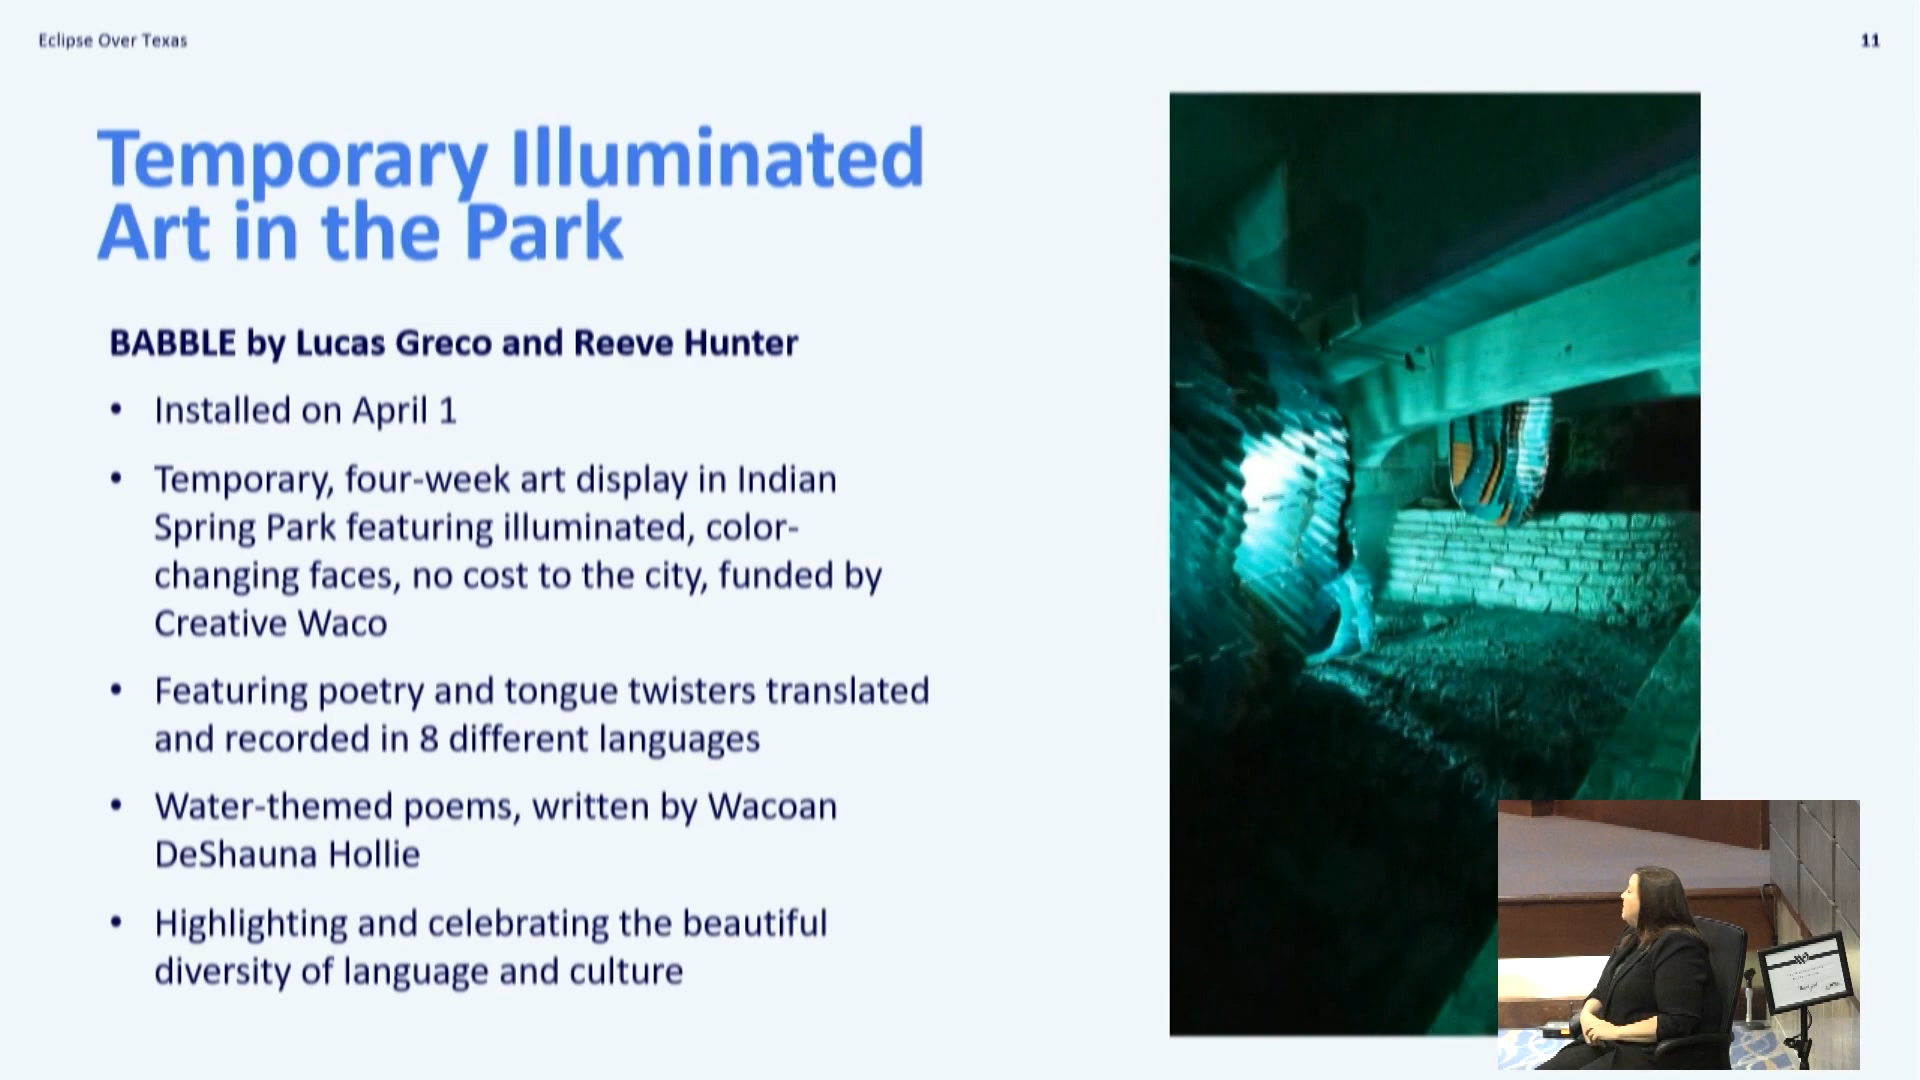 Eclipse Over Texas
11
Temporary Illuminated
Art in the Park
BABBLE by Lucas Greco and Reeve Hunter
• Installed on April 1
• Temporary, four-week art display in Indian
Spring Park featuring illuminated, color-
changing faces, no cost to the city, funded by
Creative Waco
• Featuring poetry and tongue twisters translated
and recorded in 8 different languages
• Water-themed poems, written by Wacoan
DeShauna Hollie
• Highlighting and celebrating the beautiful
diversity of language and culture